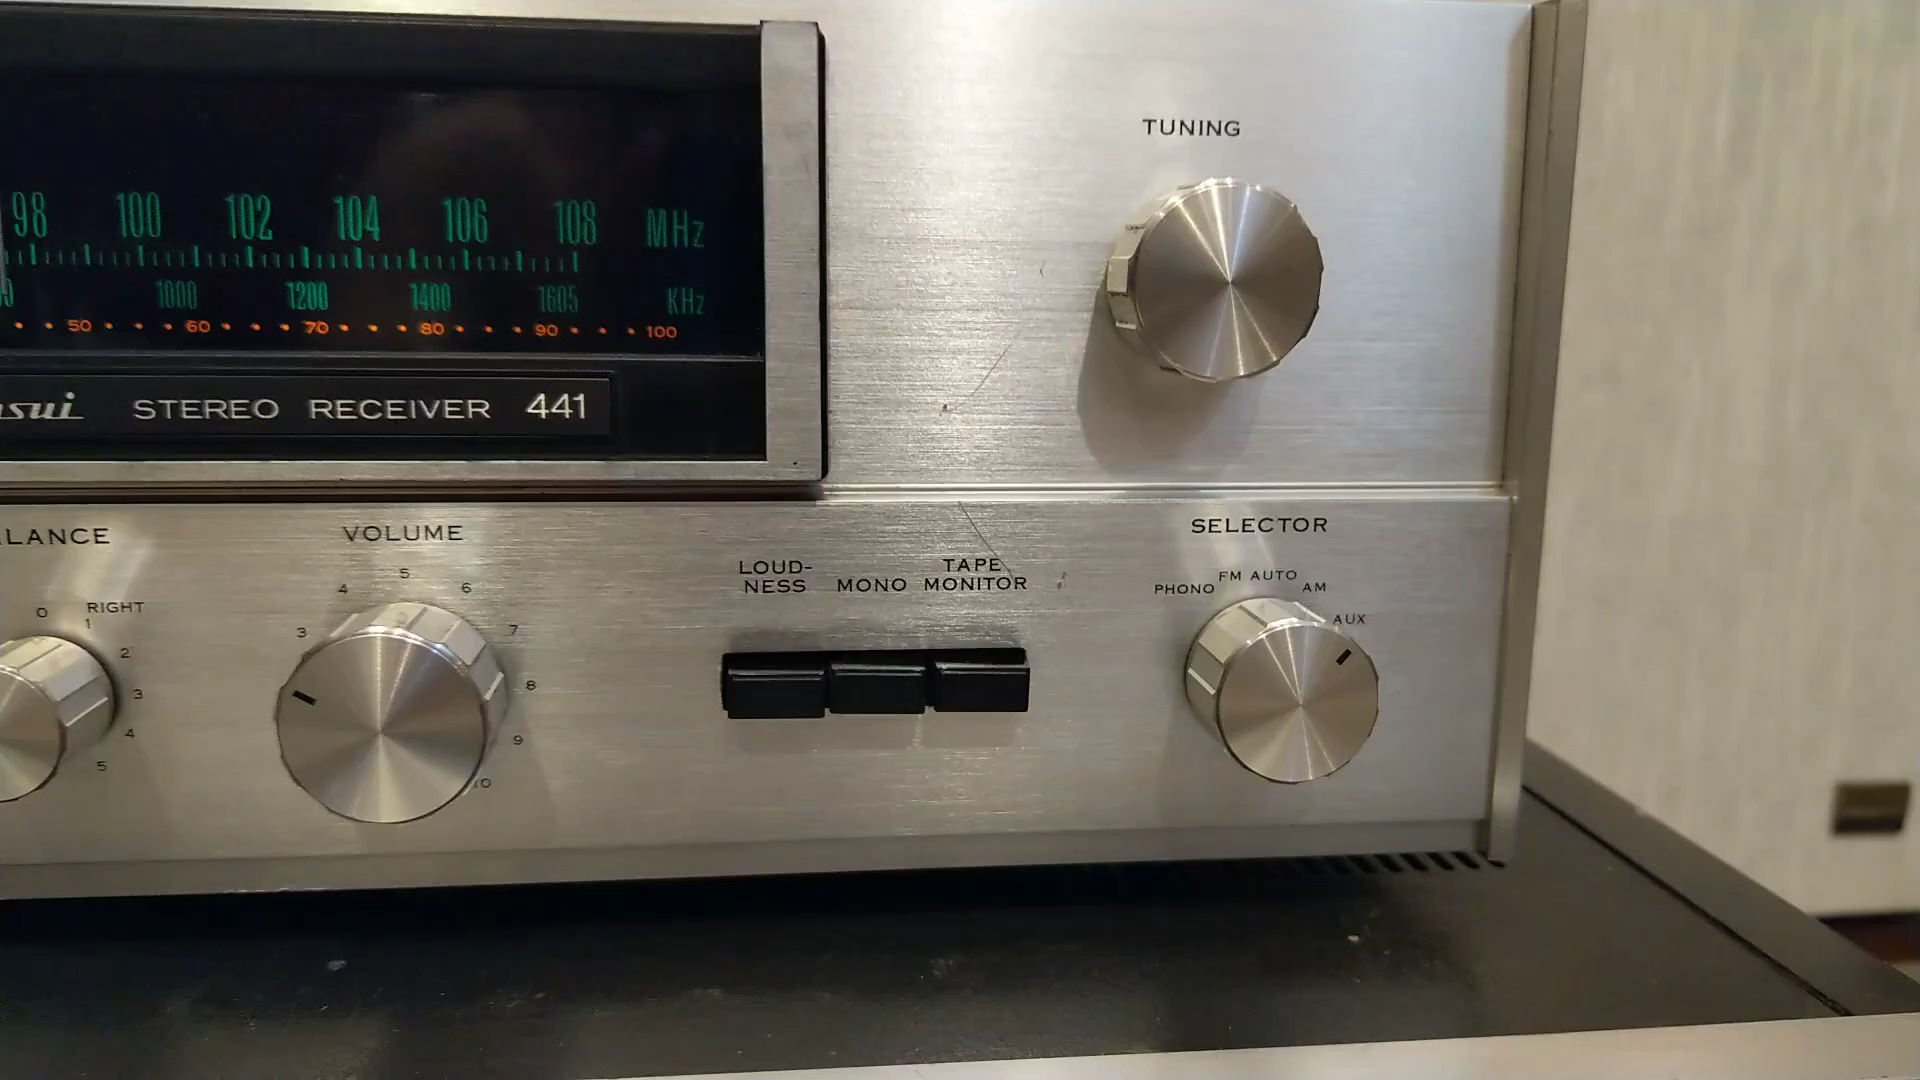 TUNING
98 100 102 104 106 108 MHz
1000 1200 1400 1605 KHz
50 60 70 80 90 100
sui STEREO RECEIVER 441
LANCE
0 RIGHT
1
2
3
4
5
VOLUME
3 4 5 6 7 8 9 10
LOUD-
NESS
MONO
TAPE
MONITOR
SELECTOR
PHONO FM AUTO AM AUX